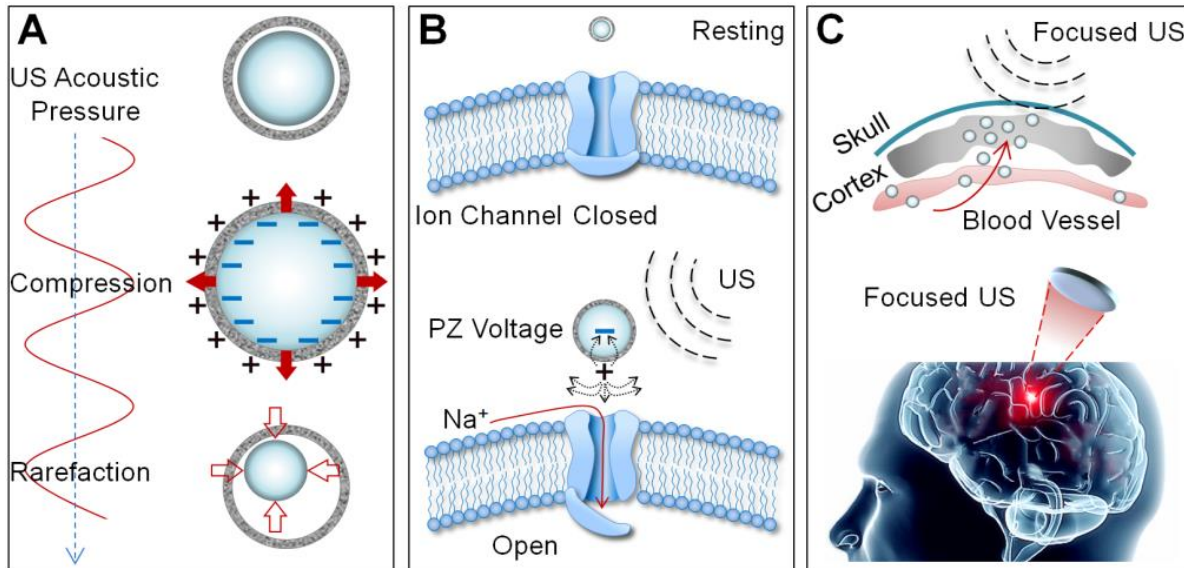 A
US Acoustic
Pressure
Compression
Rarefaction
B
Resting
Ion Channel Closed
US
PZ Voltage
Na⁺
Open
C
Focused US
Skull
Cortex
Blood Vessel
Focused US